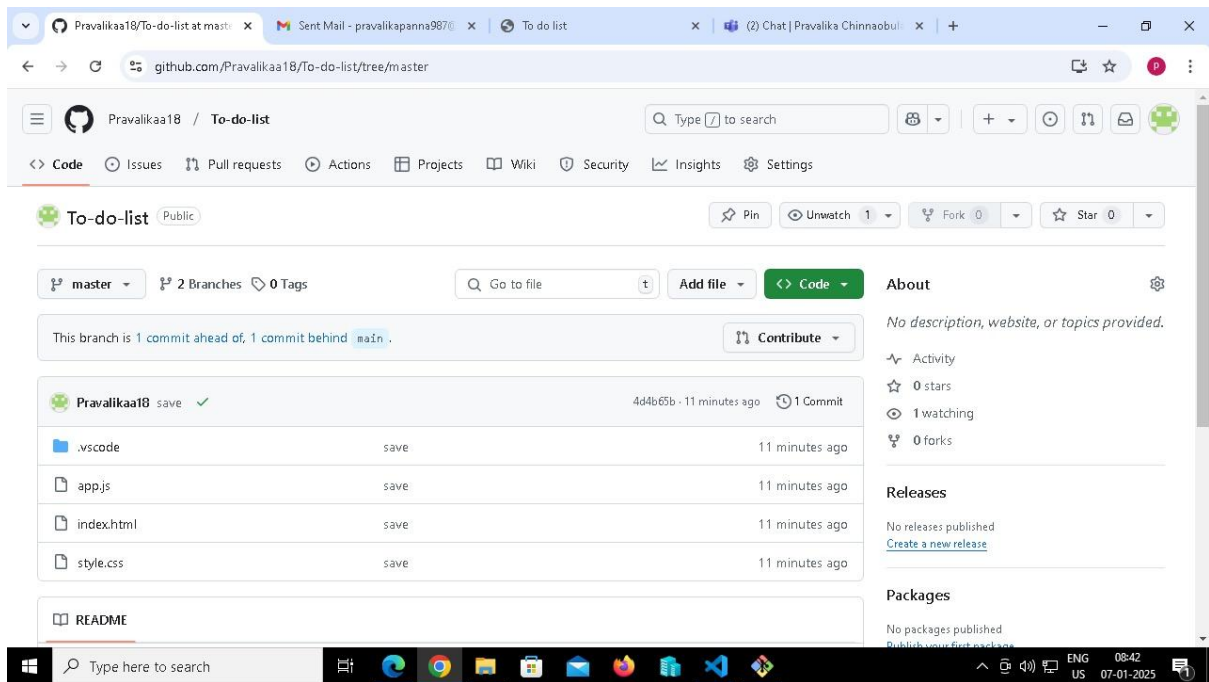 Pravalikaa18/To-do-list at maste
Sent Mail - pravalikapanna987@
To do list
(2) Chat | Pravalika Chinnaobul
github.com/Pravalikaa18/To-do-list/tree/master
P
Pravalikaa18 / To-do-list
Type / to search
<> Code Issues Pull requests Actions Projects Wiki Security Insights Settings
To-do-list Public
Pin Unwatch 1 Fork 0 Star 0
master 2 Branches 0 Tags
Go to file t Add file <> Code
This branch is 1 commit ahead of, 1 commit behind main .
Contribute
Pravalikaa18 save
4d4b65b · 11 minutes ago 1 Commit
.vscode save 11 minutes ago
app.js save 11 minutes ago
index.html save 11 minutes ago
style.css save 11 minutes ago
README
About
No description, website, or topics provided.
Activity
0 stars
1 watching
0 forks
Releases
No releases published
Create a new release
Packages
No packages published
Publish your first package
Type here to search
ENG
US
08:42
07-01-2025
1